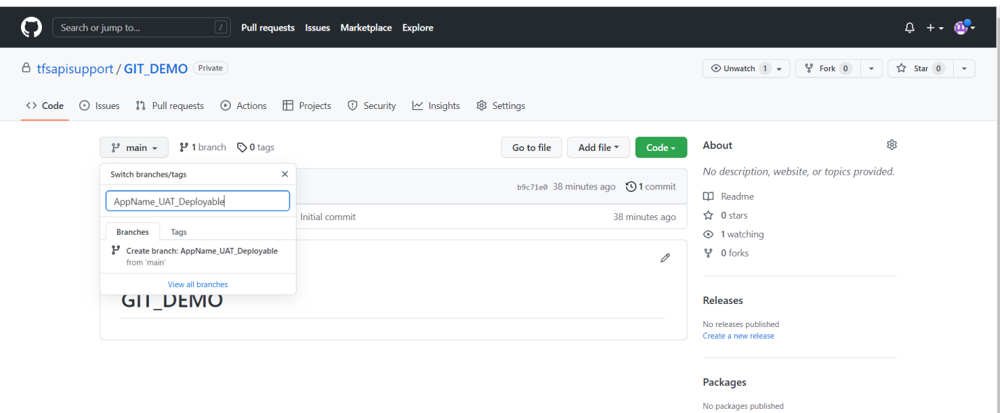 Search or jump to... / Pull requests Issues Marketplace Explore
tfsapisupport / GIT_DEMO Private Unwatch 1 Fork 0 Star 0
Code Issues Pull requests Actions Projects Security Insights Settings
main 1 branch 0 tags Go to file Add file Code
Switch branches/tags
AppName_UAT_Deployable
Branches Tags
Create branch: AppName_UAT_Deployable
from 'main'
View all branches
b9c71e0 38 minutes ago 1 commit
Initial commit 38 minutes ago
GIT_DEMO
About
No description, website, or topics provided.
Readme
0 stars
1 watching
0 forks
Releases
No releases published
Create a new release
Packages
No packages published